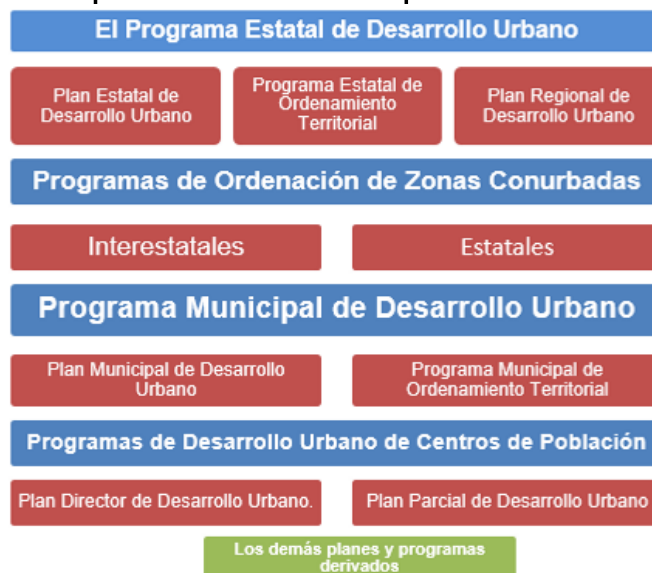 El Programa Estatal de Desarrollo Urbano
Plan Estatal de
Desarrollo Urbano
Programa Estatal de
Ordenamiento
Territorial
Plan Regional de
Desarrollo Urbano
Programas de Ordenación de Zonas Conurbadas
Interestatales
Estatales
Programa Municipal de Desarrollo Urbano
Plan Municipal de Desarrollo
Urbano
Programa Municipal de
Ordenamiento Territorial
Programas de Desarrollo Urbano de Centros de Población
Plan Director de Desarrollo Urbano.
Plan Parcial de Desarrollo Urbano
Los demás planes y programas
derivados